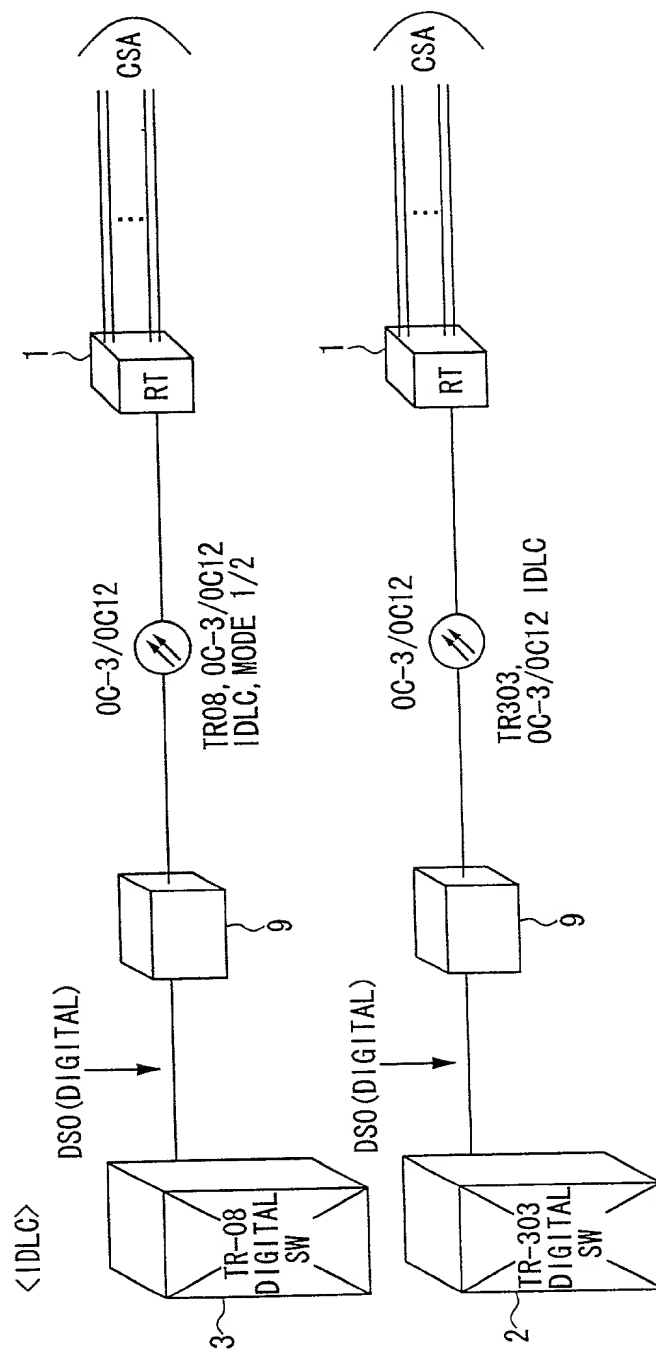 <IDLC>
3
TR-08
DIGITAL
SW
DS0(DIGITAL)
9
OC-3/OC12
TR08, OC-3/OC12
IDLC, MODE 1/2
1
RT
...
CSA
2
TR-303
DIGITAL
SW
DS0(DIGITAL)
9
OC-3/OC12
TR303,
OC-3/OC12 IDLC
1
RT
...
CSA